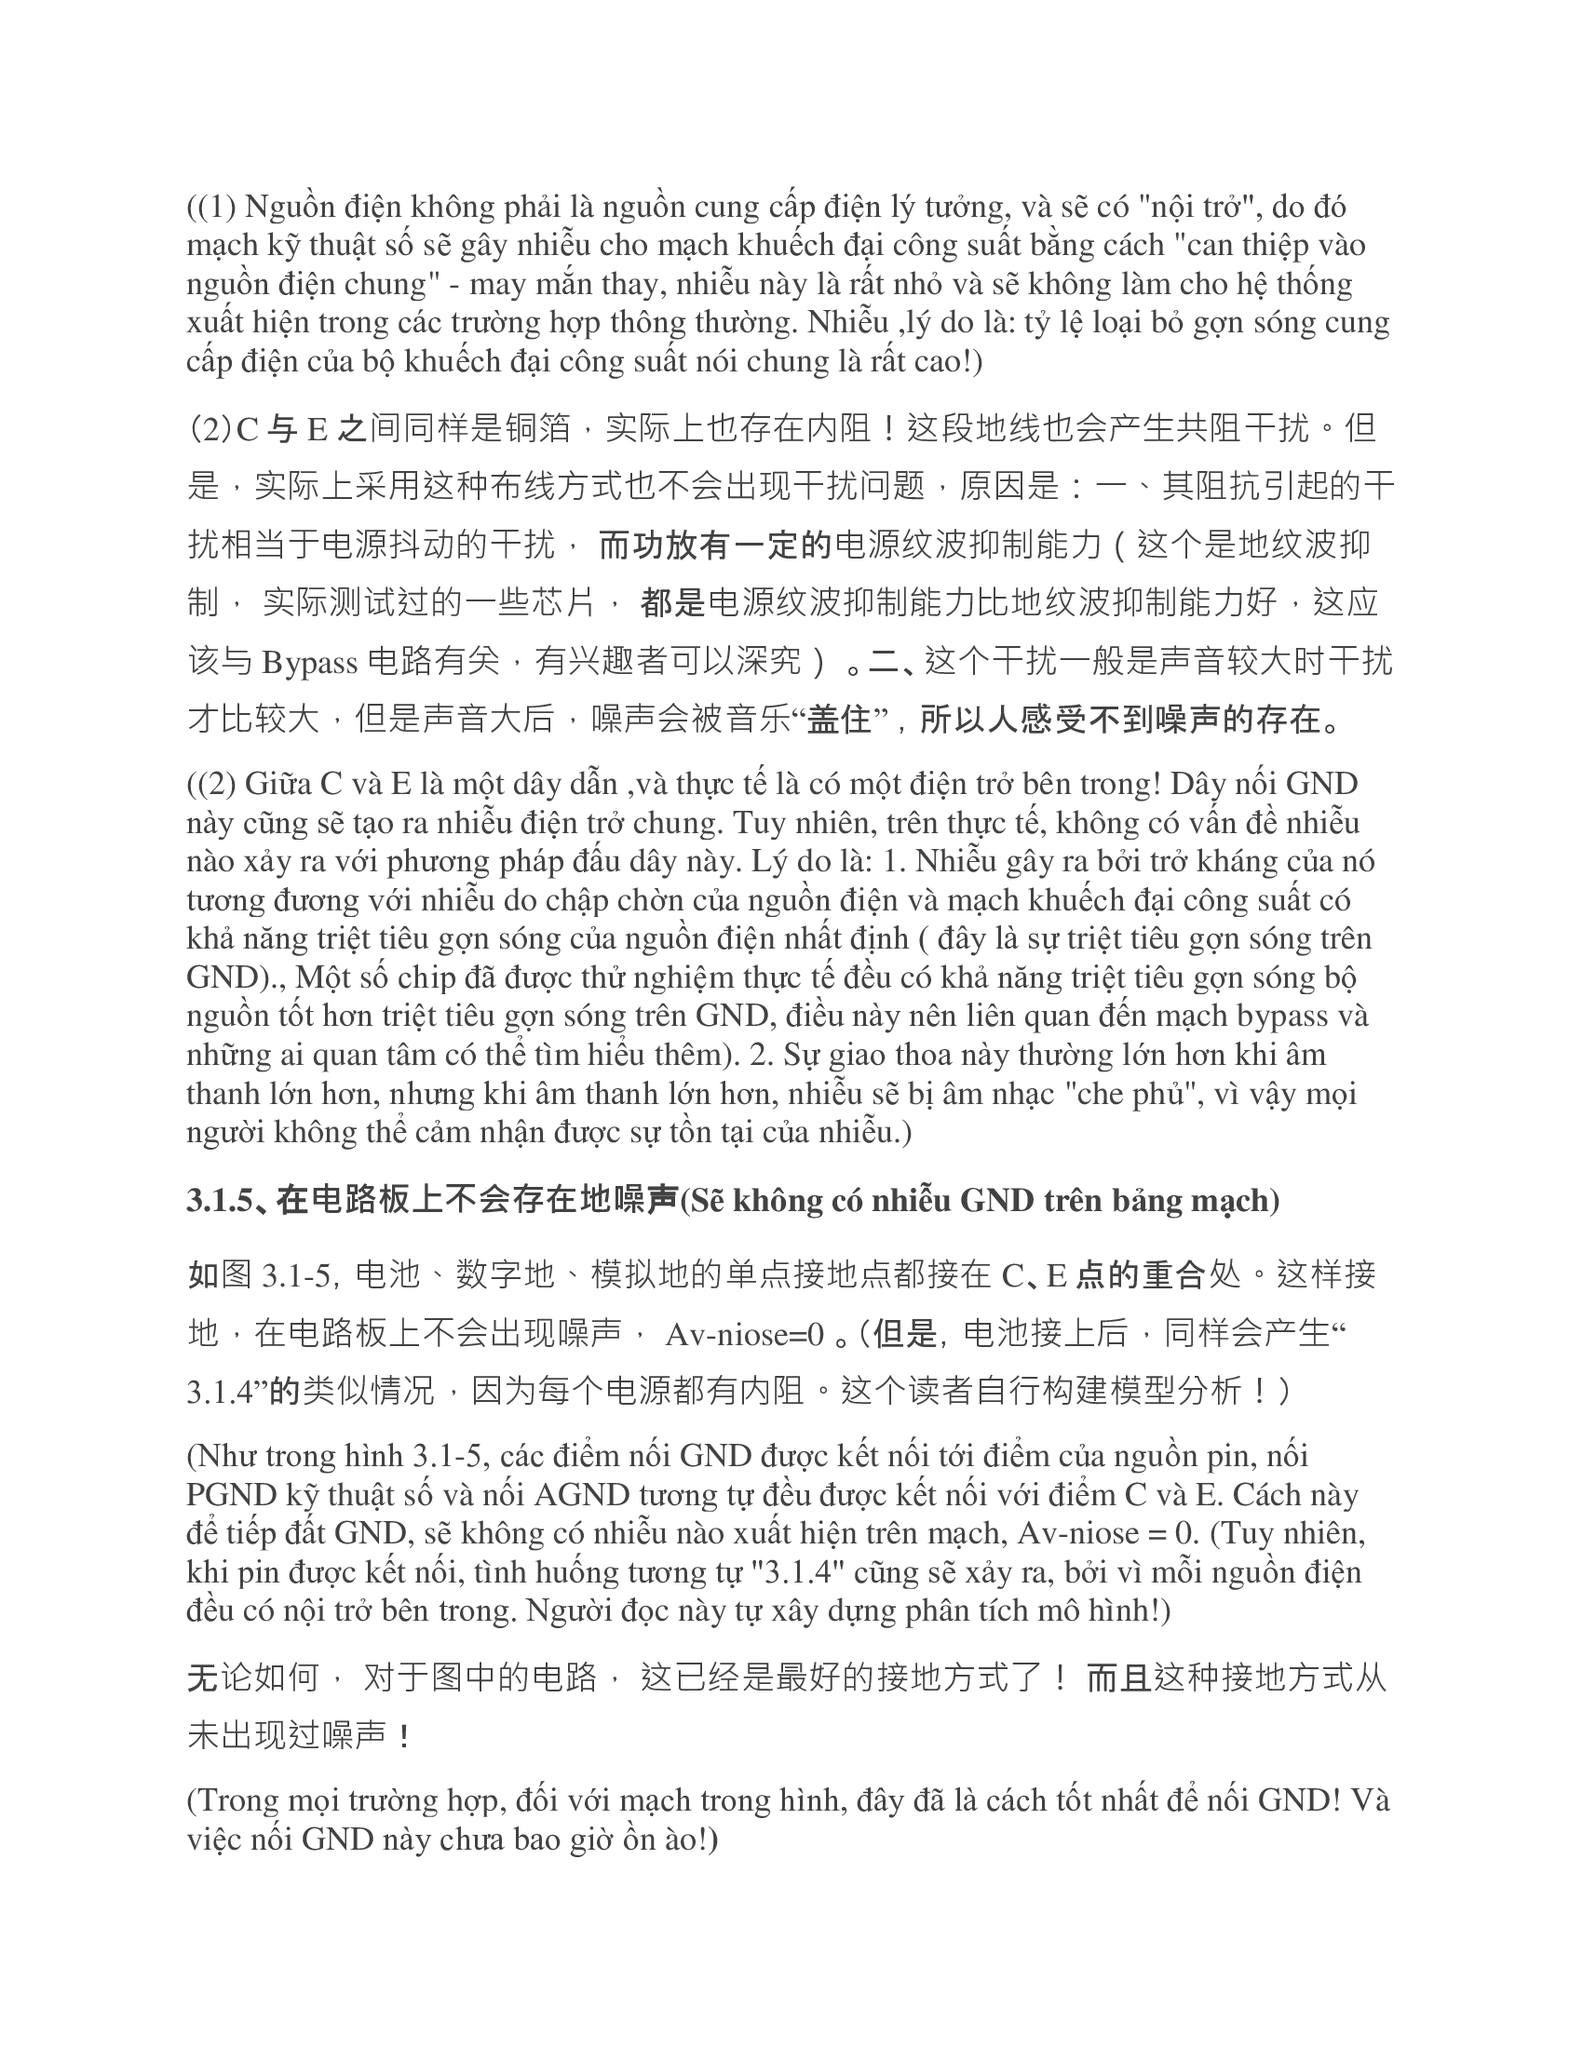 ((1) Nguồn điện không phải là nguồn cung cấp điện lý tưởng, và sẽ có "nội trở", do đó
mạch kỹ thuật số sẽ gây nhiễu cho mạch khuếch đại công suất bằng cách "can thiệp vào
nguồn điện chung" - may mắn thay, nhiễu này là rất nhỏ và sẽ không làm cho hệ thống
xuất hiện trong các trường hợp thông thường. Nhiễu ,lý do là: tỷ lệ loại bỏ gợn sóng cung
cấp điện của bộ khuếch đại công suất nói chung là rất cao!)
（2）C 与 E 之间同样是铜箔，实际上也存在内阻！这段地线也会产生共阻干扰。但
是，实际上采用这种布线方式也不会出现干扰问题，原因是：一、其阻抗引起的干
扰相当于电源抖动的干扰， 而功放有一定的电源纹波抑制能力（这个是地纹波抑
制， 实际测试过的一些芯片， 都是电源纹波抑制能力比地纹波抑制能力好，这应
该与 Bypass 电路有关，有兴趣者可以深究） 。二、这个干扰一般是声音较大时干扰
才比较大，但是声音大后，噪声会被音乐“盖住”，所以人感受不到噪声的存在。
((2) Giữa C và E là một dây dẫn ,và thực tế là có một điện trở bên trong! Dây nối GND
này cũng sẽ tạo ra nhiễu điện trở chung. Tuy nhiên, trên thực tế, không có vấn đề nhiễu
nào xảy ra với phương pháp đấu dây này. Lý do là: 1. Nhiễu gây ra bởi trở kháng của nó
tương đương với nhiễu do chập chờn của nguồn điện và mạch khuếch đại công suất có
khả năng triệt tiêu gợn sóng của nguồn điện nhất định ( đây là sự triệt tiêu gợn sóng trên
GND)., Một số chip đã được thử nghiệm thực tế đều có khả năng triệt tiêu gợn sóng bộ
nguồn tốt hơn triệt tiêu gợn sóng trên GND, điều này nên liên quan đến mạch bypass và
những ai quan tâm có thể tìm hiểu thêm). 2. Sự giao thoa này thường lớn hơn khi âm
thanh lớn hơn, nhưng khi âm thanh lớn hơn, nhiễu sẽ bị âm nhạc "che phủ", vì vậy mọi
người không thể cảm nhận được sự tồn tại của nhiễu.)
3.1.5、在电路板上不会存在地噪声(Sẽ không có nhiễu GND trên bảng mạch)
如图 3.1-5，电池、数字地、模拟地的单点接地点都接在 C、E 点的重合处。这样接
地，在电路板上不会出现噪声， Av-niose=0 。（但是，电池接上后，同样会产生“
3.1.4”的类似情况，因为每个电源都有内阻。这个读者自行构建模型分析！）
(Như trong hình 3.1-5, các điểm nối GND được kết nối tới điểm của nguồn pin, nối
PGND kỹ thuật số và nối AGND tương tự đều được kết nối với điểm C và E. Cách này
để tiếp đất GND, sẽ không có nhiễu nào xuất hiện trên mạch, Av-niose = 0. (Tuy nhiên,
khi pin được kết nối, tình huống tương tự "3.1.4" cũng sẽ xảy ra, bởi vì mỗi nguồn điện
đều có nội trở bên trong. Người đọc này tự xây dựng phân tích mô hình!)
无论如何， 对于图中的电路， 这已经是最好的接地方式了！ 而且这种接地方式从
未出现过噪声！
(Trong mọi trường hợp, đối với mạch trong hình, đây đã là cách tốt nhất để nối GND! Và
việc nối GND này chưa bao giờ ồn ào!)